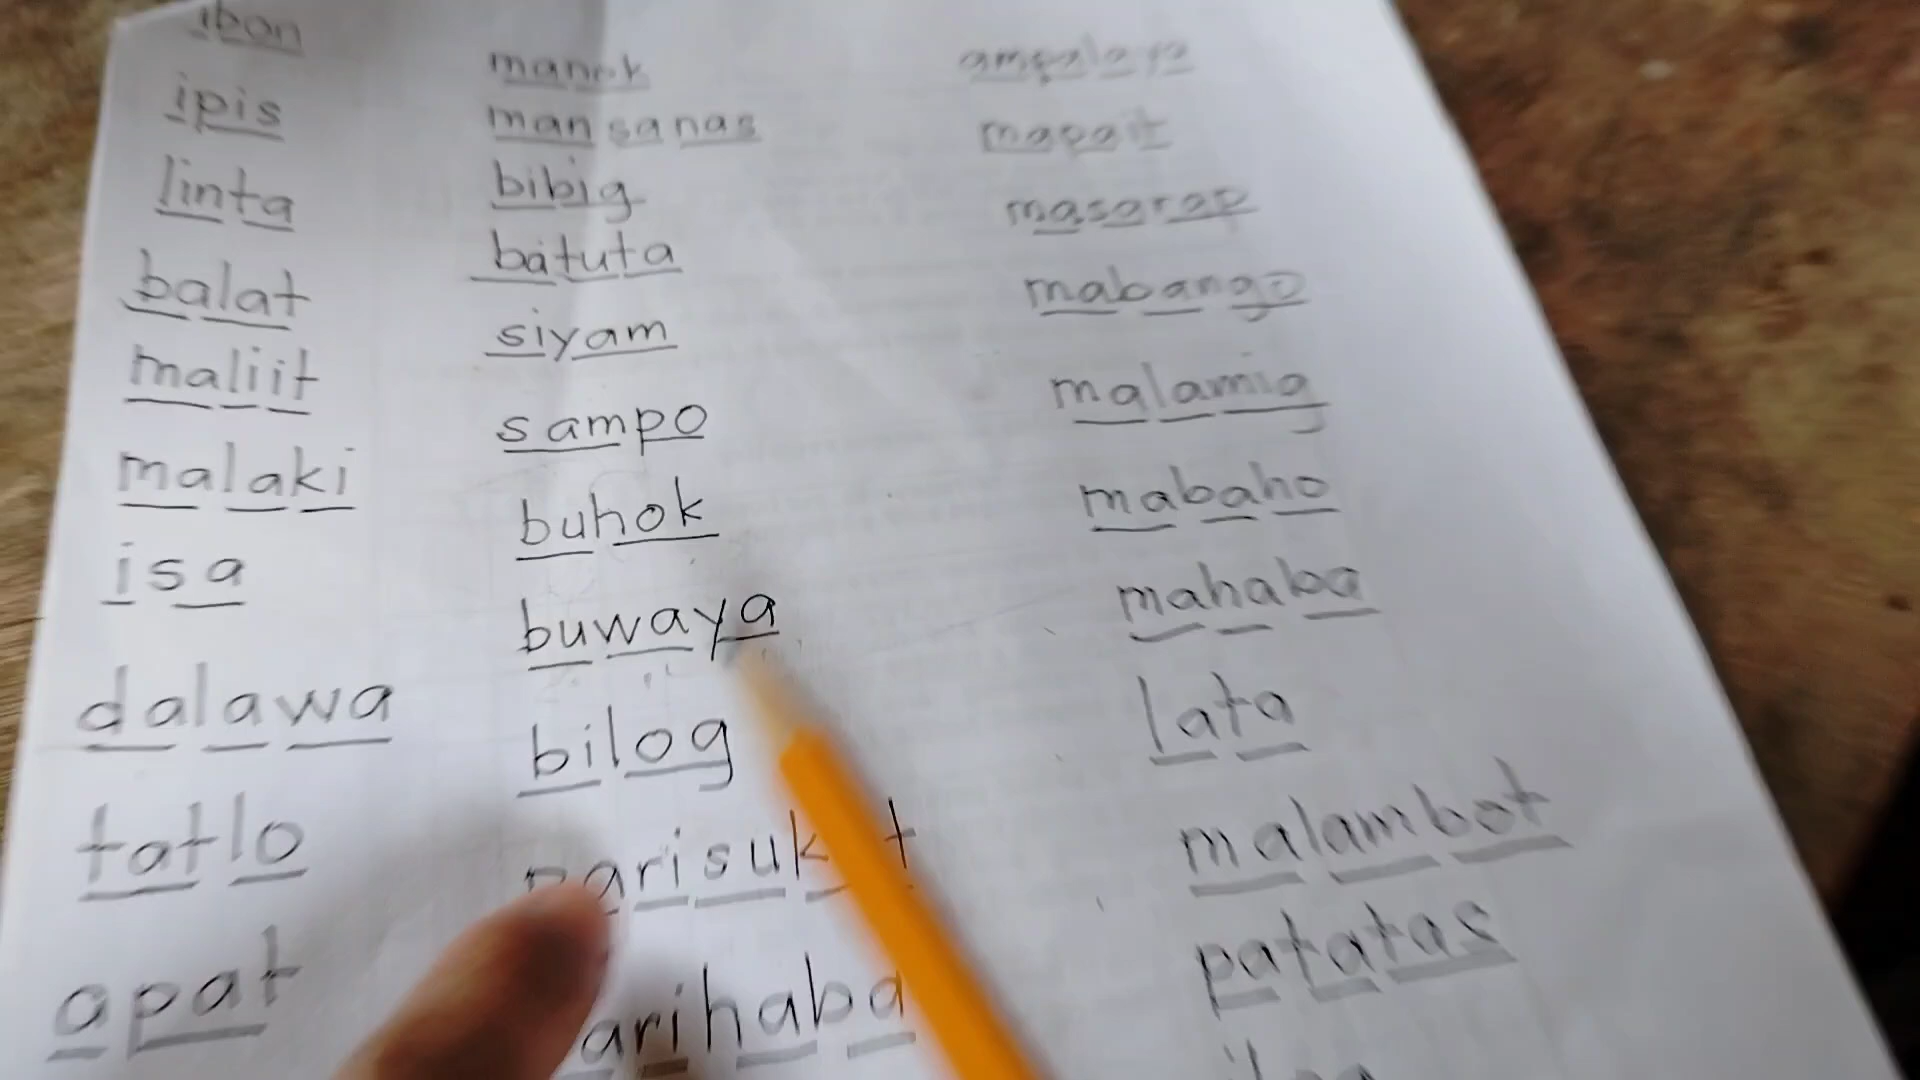 ibon
ipis
linta
balat
maliit
malaki
isa
dalawa
tatlo
apat
manok
mansanas
bibig
batuta
siyam
sampo
buhok
buwaya
bilog
ampalaya
mapait
masarap
mabango
malamig
mabaho
mahaba
lata
malambot
patatas